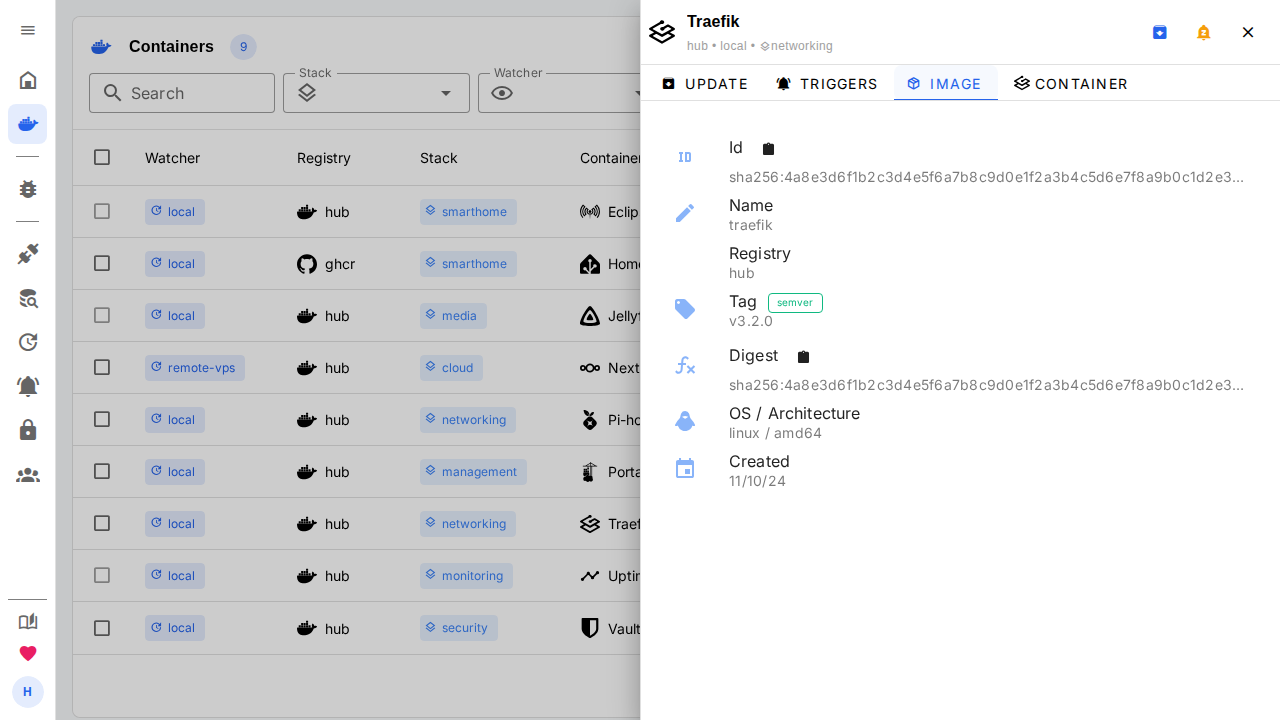 Containers 9
Stack
Watcher
Search
Watcher Registry Stack Container
local hub smarthome Eclip
local ghcr smarthome Home
local hub media Jellyf
remote-vps hub cloud Next
local hub networking Pi-ho
local hub management Porta
local hub networking Traef
local hub monitoring Uptin
local hub security Vault
H
Traefik
hub • local • networking
UPDATE TRIGGERS IMAGE CONTAINER
ID
Id
sha256:4a8e3d6f1b2c3d4e5f6a7b8c9d0e1f2a3b4c5d6e7f8a9b0c1d2e3...
Name
traefik
Registry
hub
Tag semver
v3.2.0
Digest
sha256:4a8e3d6f1b2c3d4e5f6a7b8c9d0e1f2a3b4c5d6e7f8a9b0c1d2e3...
OS / Architecture
linux / amd64
Created
11/10/24